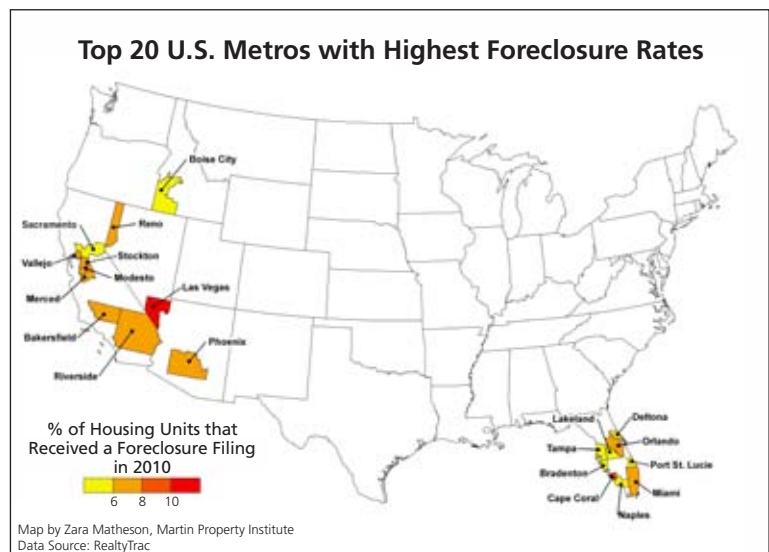 Top 20 U.S. Metros with Highest Foreclosure Rates
Boise City
Sacramento
Reno
Vallejo
Stockton
Modesto
Merced
Las Vegas
Bakersfield
Phoenix
Riverside
Lakeland
Deltona
Tampa
Orlando
Bradenton
Port St. Lucie
Cape Coral
Miami
Naples
% of Housing Units that
Received a Foreclosure Filing
in 2010
6 8 10
Map by Zara Matheson, Martin Property Institute
Data Source: RealtyTrac